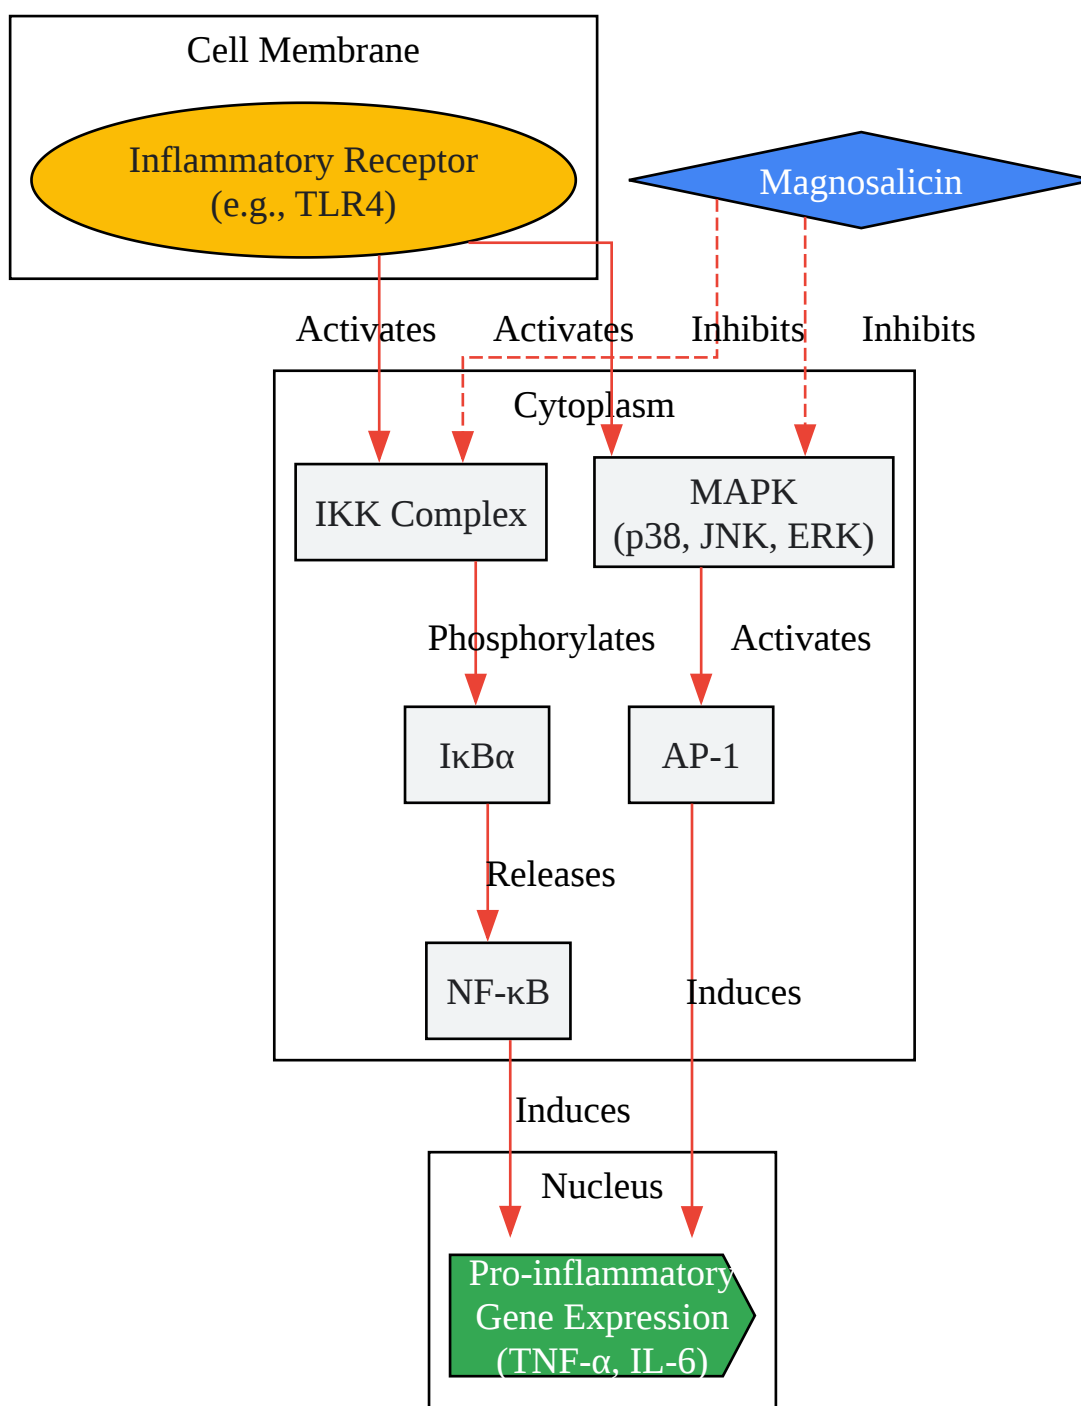 Cell Membrane
Inflammatory Receptor
(e.g., TLR4)
Magnosalicin
Activates
Activates
Inhibits
Inhibits
Cytoplasm
IKK Complex
MAPK
(p38, JNK, ERK)
Phosphorylates
Activates
IκBα
AP-1
Releases
NF-κB
Induces
Induces
Nucleus
Pro-inflammatory
Gene Expression
(TNF-α, IL-6)